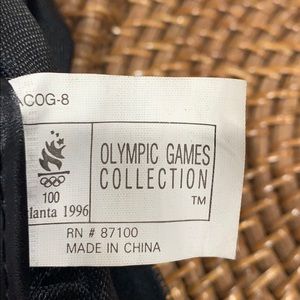 ACOG-8
100
lanta 1996
OLYMPIC GAMES
COLLECTION
TM
RN # 87100
MADE IN CHINA